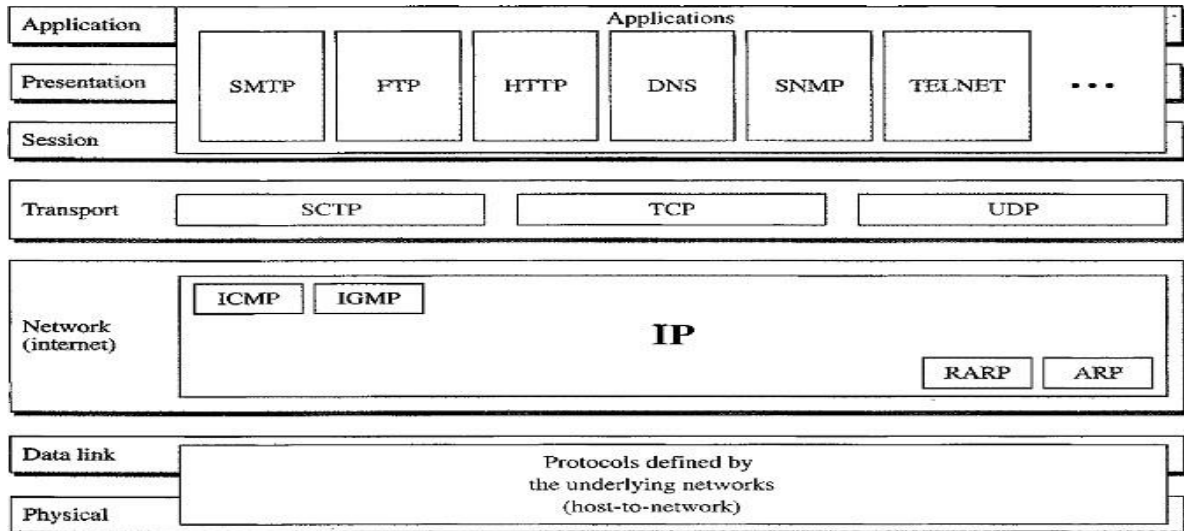 Applications
Application
Presentation
SMTP FTP HTTP DNS SNMP TELNET •••
Session
Transport
SCTP TCP UDP
ICMP IGMP
Network
(internet)
IP
RARP ARP
Data link
Protocols defined by
the underlying networks
(host-to-network)
Physical